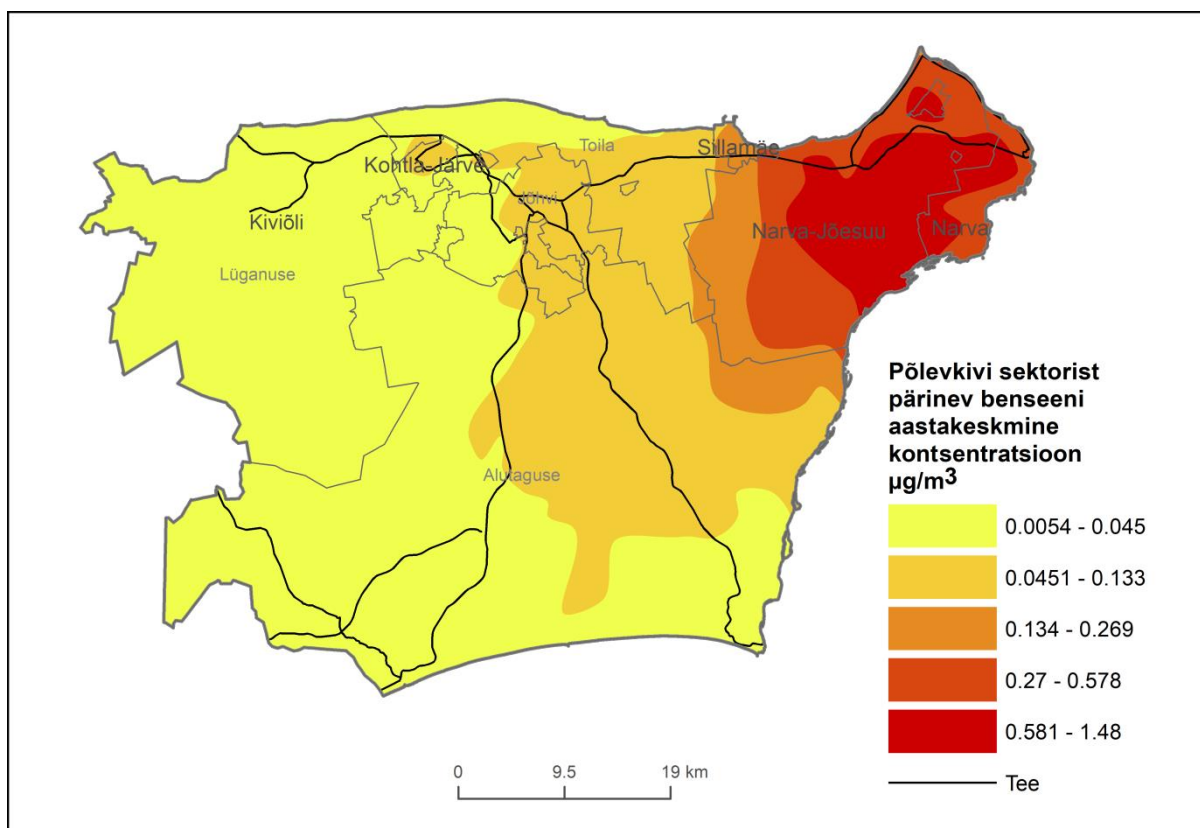 Toila
Sillamäe
Kohtla-Järve
Jõhvi
Kiviõli
Narva-Jõesuu
Narva
Lüganuse
Alutaguse
Põlevkivi sektorist
pärinev benseeni
aastakeskmine
kontsentratsioon
µg/m³
0.0054 - 0.045
0.0451 - 0.133
0.134 - 0.269
0.27 - 0.578
0.581 - 1.48
Tee
0 9.5 19 km